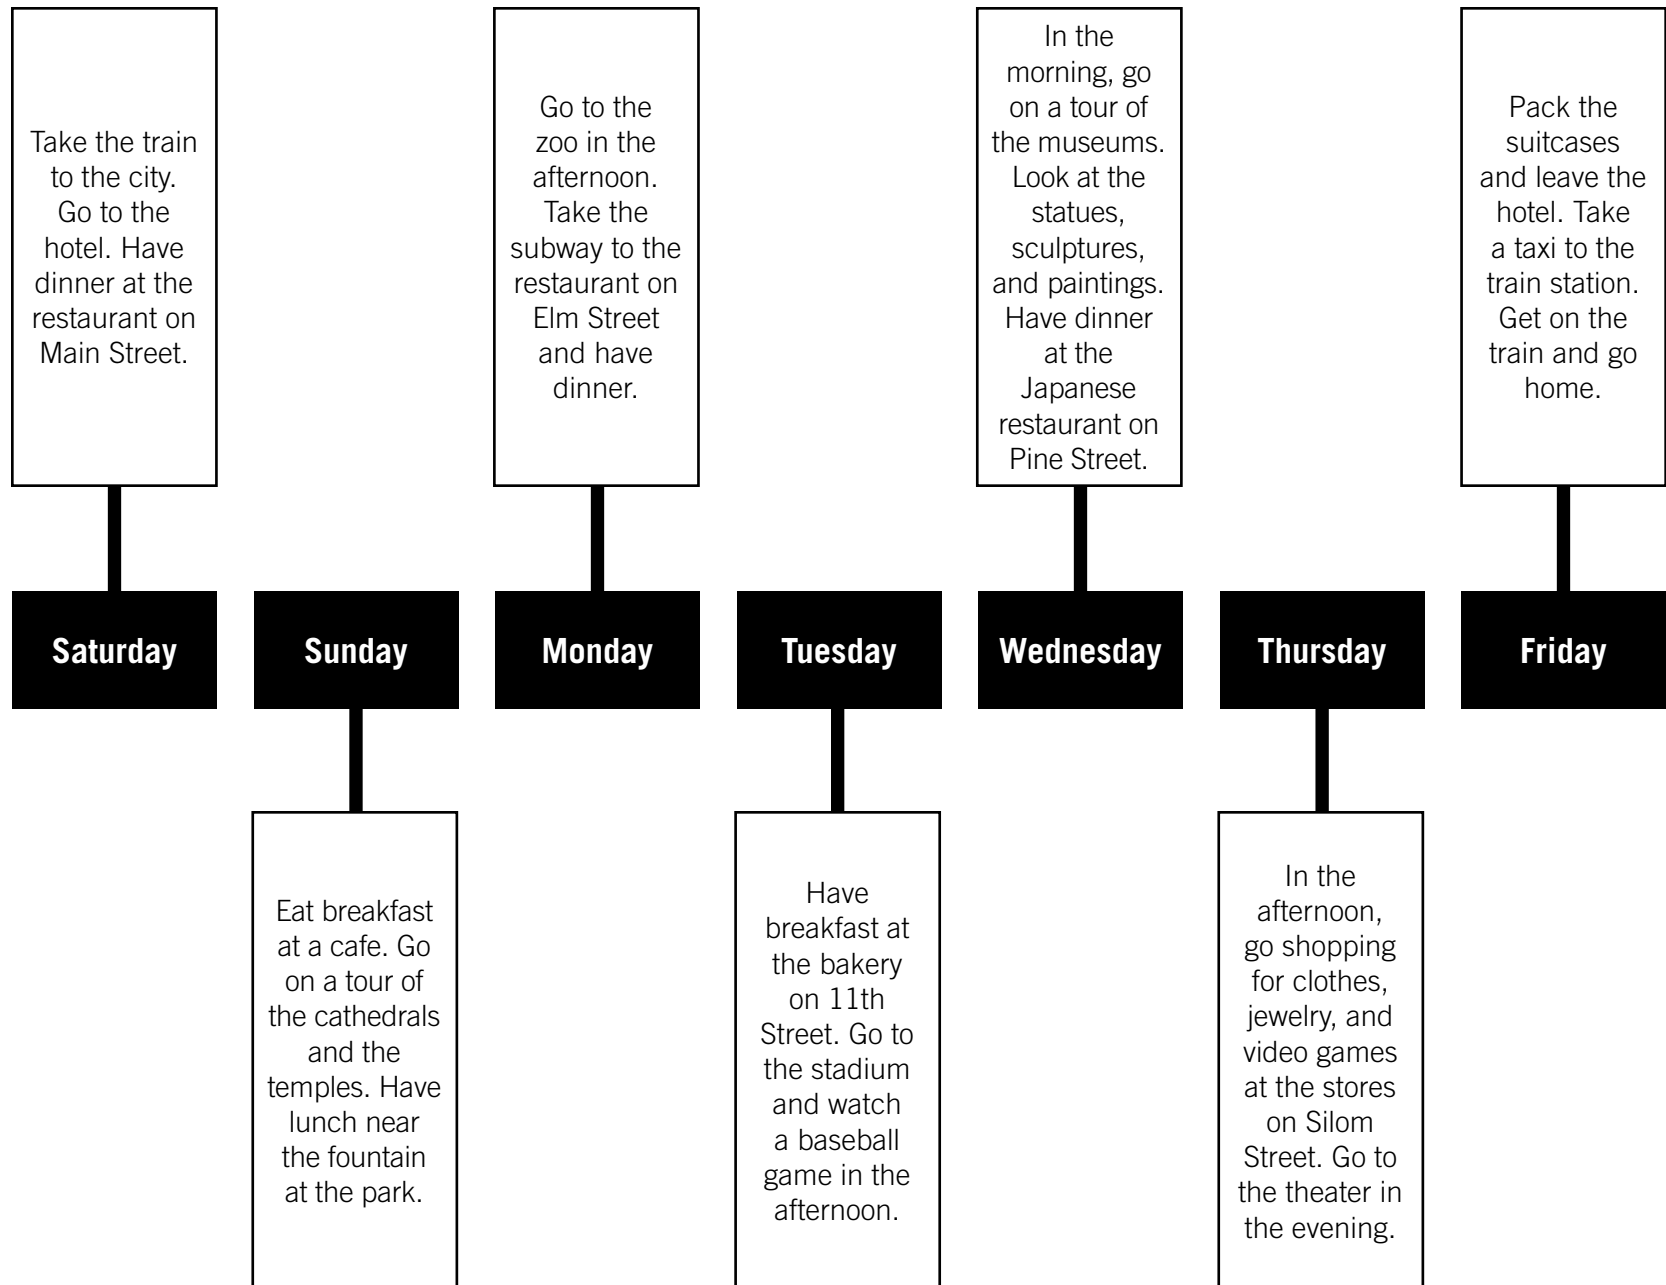 Take the train
to the city.
Go to the
hotel. Have
dinner at the
restaurant on
Main Street.
Go to the
zoo in the
afternoon.
Take the
subway to the
restaurant on
Elm Street
and have
dinner.
In the
morning, go
on a tour of
the museums.
Look at the
statues,
sculptures,
and paintings.
Have dinner
at the
Japanese
restaurant on
Pine Street.
Pack the
suitcases
and leave the
hotel. Take
a taxi to the
train station.
Get on the
train and go
home.
Saturday
Sunday
Monday
Tuesday
Wednesday
Thursday
Friday
Eat breakfast
at a cafe. Go
on a tour of
the cathedrals
and the
temples. Have
lunch near
the fountain
at the park.
Have
breakfast at
the bakery
on 11th
Street. Go to
the stadium
and watch
a baseball
game in the
afternoon.
In the
afternoon,
go shopping
for clothes,
jewelry, and
video games
at the stores
on Silom
Street. Go to
the theater in
the evening.